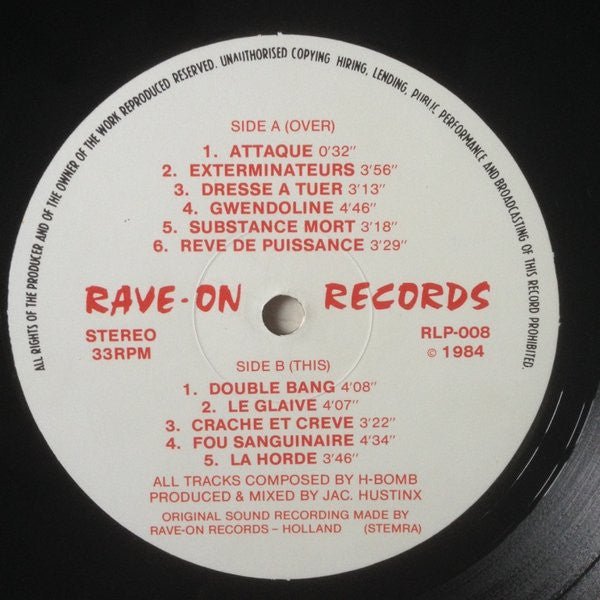 ALL RIGHTS OF THE PRODUCER AND OF THE OWNER OF THE WORK REPRODUCED RESERVED. UNAUTHORISED COPYING HIRING, LENDING, PUBLIC PERFORMANCE AND BROADCASTING OF THIS RECORD PROHIBITED.
SIDE A (OVER)
1. ATTAQUE 0'32"
2. EXTERMINATEURS 3'56"
3. DRESSE A TUER 3'13"
4. GWENDOLINE 4'46"
5. SUBSTANCE MORT 3'18"
6. REVE DE PUISSANCE 3'29"
RAVE-ON RECORDS
STEREO RLP-008
33RPM © 1984
SIDE B (THIS)
1. DOUBLE BANG 4'08"
2. LE GLAIVE 4'07"
3. CRACHE ET CREVE 3'22"
4. FOU SANGUINAIRE 4'34"
5. LA HORDE 3'46"
ALL TRACKS COMPOSED BY H-BOMB
PRODUCED & MIXED BY JAC. HUSTINX
ORIGINAL SOUND RECORDING MADE BY
RAVE-ON RECORDS – HOLLAND (STEMRA)